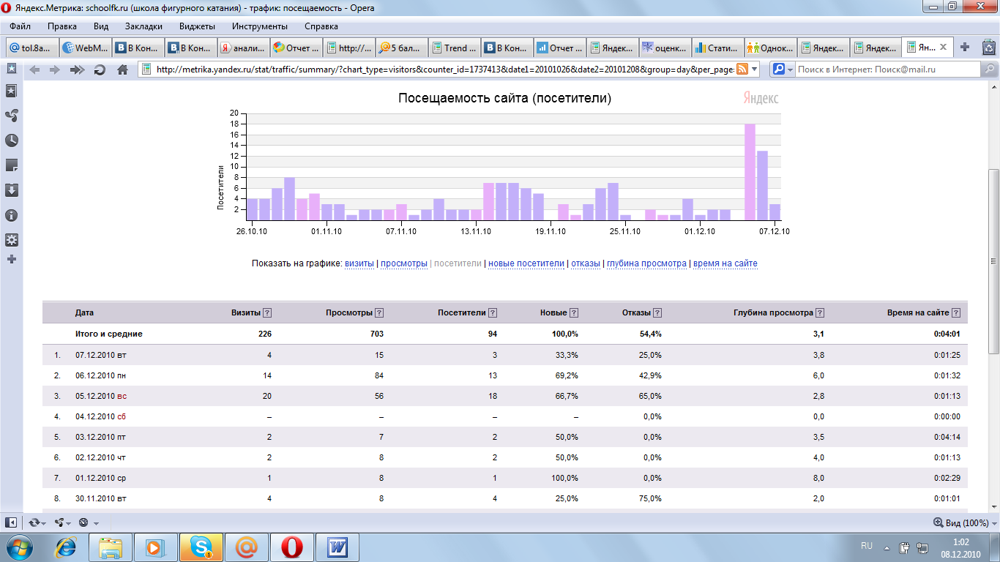 Яндекс.Метрика: schoolfk.ru (школа фигурного катания) - трафик: посещаемость - Opera
Файл Правка Вид Закладки Виджеты Инструменты Справка
tol.8a... WebM... В Кон... В Кон... анали... Отчет ... http://... 5 бал... Trend ... В Кон... Отчет ... Яндек... оценк... Стати... Однок... Яндек... Яндек... Ян...
http://metrika.yandex.ru/stat/traffic/summary/?chart_type=visitors&counter_id=1737413&date1=20101026&date2=20101208&group=day&per_page= Поиск в Интернет: Поиск@mail.ru
Посещаемость сайта (посетители)
Яндекс
Посетители
20
18
16
14
12
10
8
6
4
2
26.10.10 01.11.10 07.11.10 13.11.10 19.11.10 25.11.10 01.12.10 07.12.10
Показать на графике: визиты | просмотры | посетители | новые посетители | отказы | глубина просмотра | время на сайте
Дата Визиты ? Просмотры ? Посетители ? Новые ? Отказы ? Глубина просмотра ? Время на сайте ?
Итого и средние 226 703 94 100,0% 54,4% 3,1 0:04:01
1. 07.12.2010 вт 4 15 3 33,3% 25,0% 3,8 0:01:25
2. 06.12.2010 пн 14 84 13 69,2% 42,9% 6,0 0:01:32
3. 05.12.2010 вс 20 56 18 66,7% 65,0% 2,8 0:01:13
4. 04.12.2010 сб – – – – 0,0% 0,0 0:00:00
5. 03.12.2010 пт 2 7 2 50,0% 0,0% 3,5 0:04:14
6. 02.12.2010 чт 2 8 2 50,0% 0,0% 4,0 0:01:13
7. 01.12.2010 ср 1 8 1 100,0% 0,0% 8,0 0:02:29
8. 30.11.2010 вт 4 8 4 25,0% 75,0% 2,0 0:01:01
Вид (100%)
RU 1:02
08.12.2010